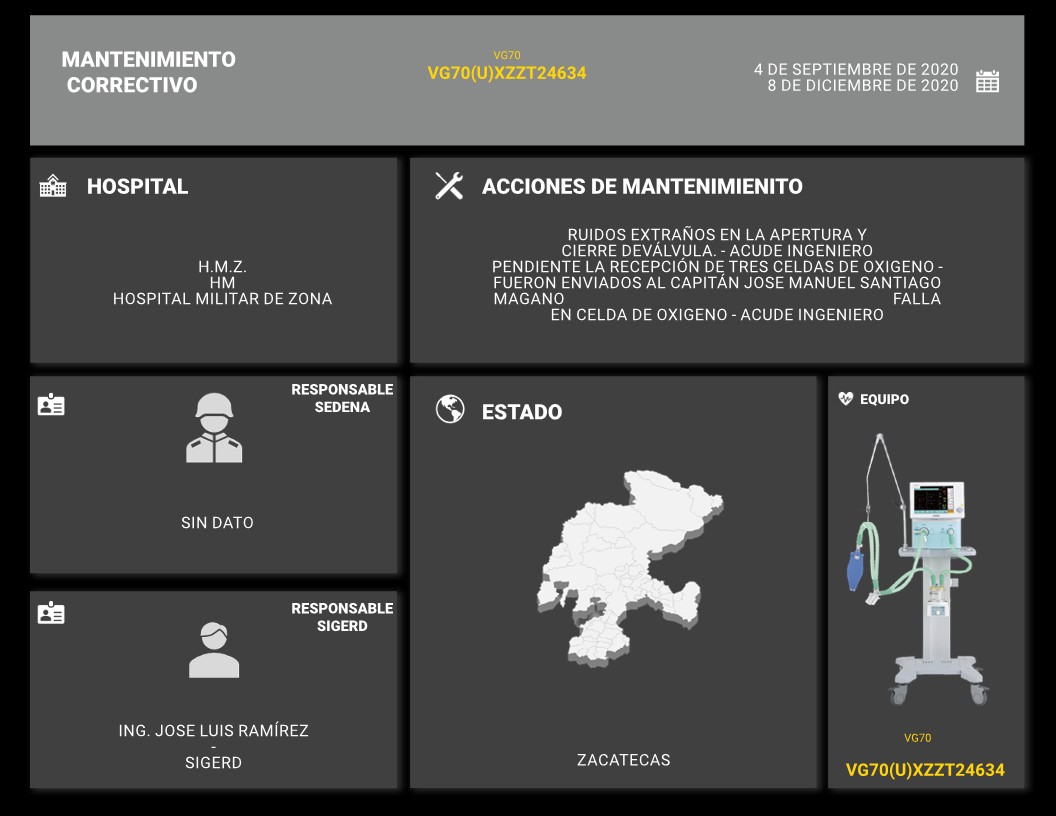 MANTENIMIENTO
CORRECTIVO
VG70
VG70(U)XZZT24634
4 DE SEPTIEMBRE DE 2020
8 DE DICIEMBRE DE 2020
HOSPITAL
H.M.Z.
HM
HOSPITAL MILITAR DE ZONA
ACCIONES DE MANTENIMIENITO
RUIDOS EXTRAÑOS EN LA APERTURA Y
CIERRE DEVÁLVULA. - ACUDE INGENIERO
PENDIENTE LA RECEPCIÓN DE TRES CELDAS DE OXIGENO -
FUERON ENVIADOS AL CAPITÁN JOSE MANUEL SANTIAGO
MAGANO FALLA
EN CELDA DE OXIGENO - ACUDE INGENIERO
RESPONSABLE
SEDENA
SIN DATO
RESPONSABLE
SIGERD
ING. JOSE LUIS RAMÍREZ
-
SIGERD
ESTADO
ZACATECAS
EQUIPO
VG70
VG70(U)XZZT24634